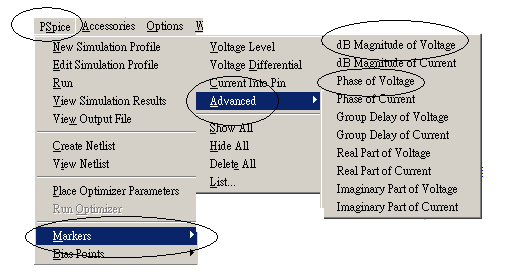 PSpice Accessories Options W
New Simulation Profile
Edit Simulation Profile
Run
View Simulation Results
View Output File
Create Netlist
View Netlist
Place Optimizer Parameters
Run Optimizer
Markers
Bias Points
Voltage Level
Voltage Differential
Current Into Pin
Advanced
Show All
Hide All
Delete All
List...
dB Magnitude of Voltage
dB Magnitude of Current
Phase of Voltage
Phase of Current
Group Delay of Voltage
Group Delay of Current
Real Part of Voltage
Real Part of Current
Imaginary Part of Voltage
Imaginary Part of Current